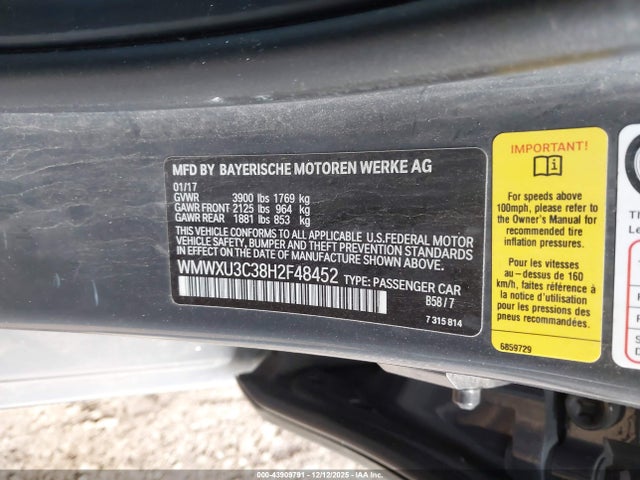 MFD BY BAYERISCHE MOTOREN WERKE AG
01/17
GVWR 3900 lbs 1769 kg
GAWR FRONT 2125 lbs 964 kg
GAWR REAR 1881 lbs 853 kg
THIS VEHICLE CONFORMS TO ALL APPLICABLE U.S.FEDERAL MOTOR
VEHICLE SAFETY, BUMPER, AND THEFT PREVENTION STANDARDS
IN EFFECT ON THE DATE OF MANUFACTURE SHOWN ABOVE.
WMWXU3C38H2F48452 TYPE: PASSENGER CAR
B58 / 7
7 315 814
IMPORTANT!
For speeds above
100mph, please refer to
the Owner's Manual for
recommended tire
inflation pressures.
Pour les vitesses
au-dessus de 160
km/h, faites référence à
la notice d'utilisation
pour les pressions des
pneus recommandées.
6859729
000-43909791 - 12/12/2025 - IAAI.CA